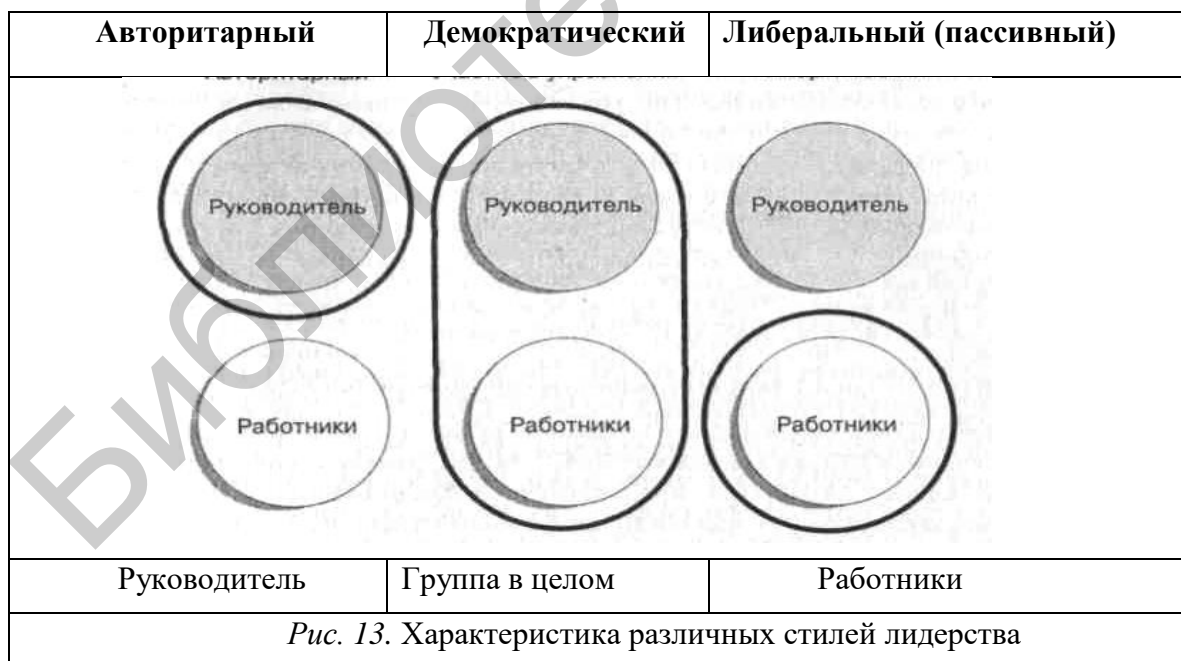 Авторитарный Демократический Либеральный (пассивный)
Руководитель Руководитель Руководитель
Работники Работники Работники
Руководитель Группа в целом Работники
Рис. 13. Характеристика различных стилей лидерства